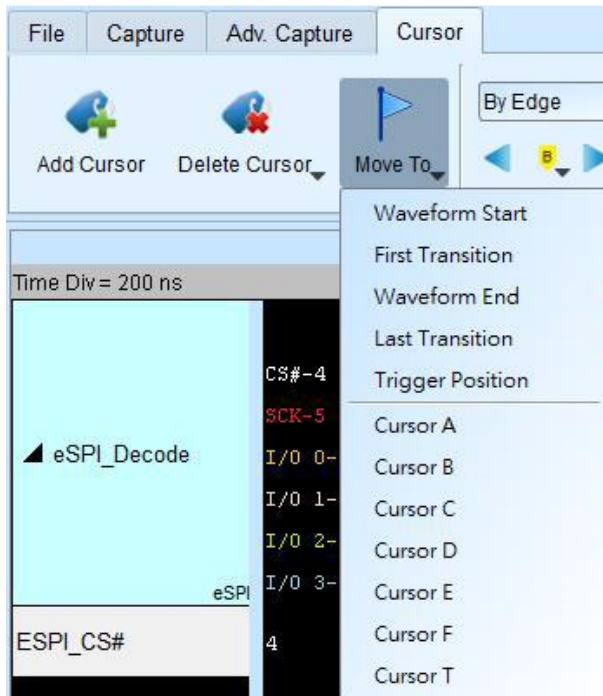 File Capture Adv. Capture Cursor
By Edge
Add Cursor Delete Cursor Move To
B
Waveform Start
First Transition
Waveform End
Last Transition
Trigger Position
Cursor A
Cursor B
Cursor C
Cursor D
Cursor E
Cursor F
Cursor T
Time Div = 200 ns
CS#-4
SCK-5
eSPI_Decode
I/O 0-
I/O 1-
I/O 2-
I/O 3-
eSPI
ESPI_CS#
4